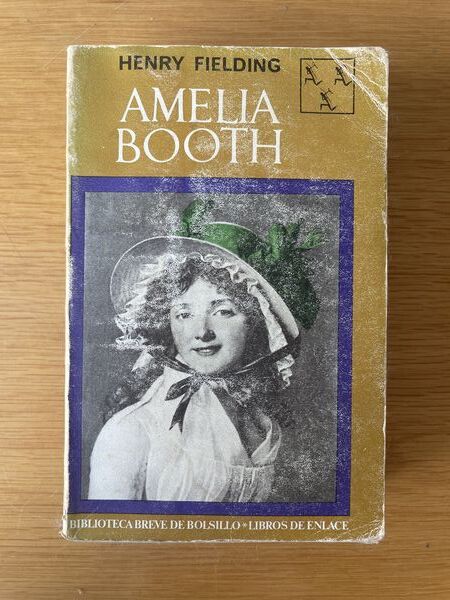 HENRY FIELDING
AMELIA
BOOTH
BIBLIOTECA BREVE DE BOLSILLO * LIBROS DE ENLACE